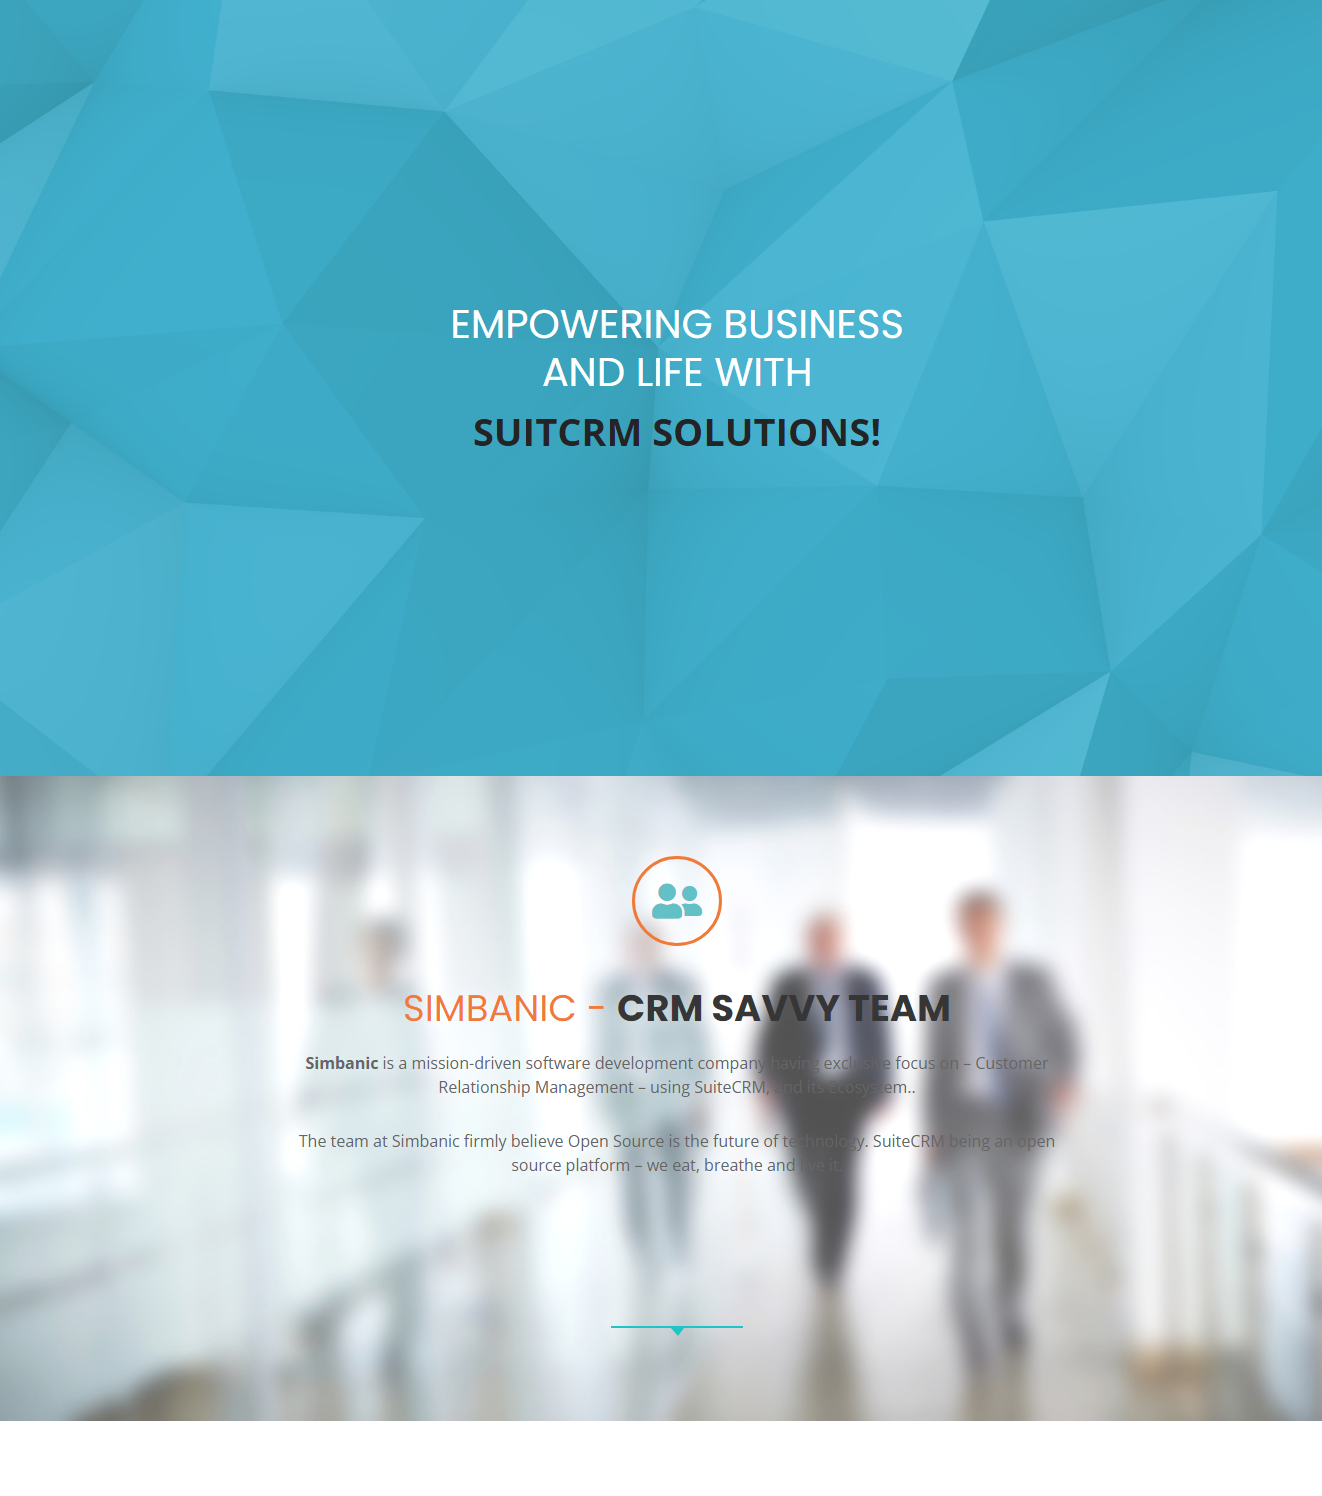 EMPOWERING BUSINESS
AND LIFE WITH
SUITCRM SOLUTIONS!
SIMBANIC - CRM SAVVY TEAM
Simbanic is a mission-driven software development company having exclusive focus on – Customer
Relationship Management – using SuiteCRM, and its Ecosystem..
The team at Simbanic firmly believe Open Source is the future of technology. SuiteCRM being an open
source platform – we eat, breathe and live it.